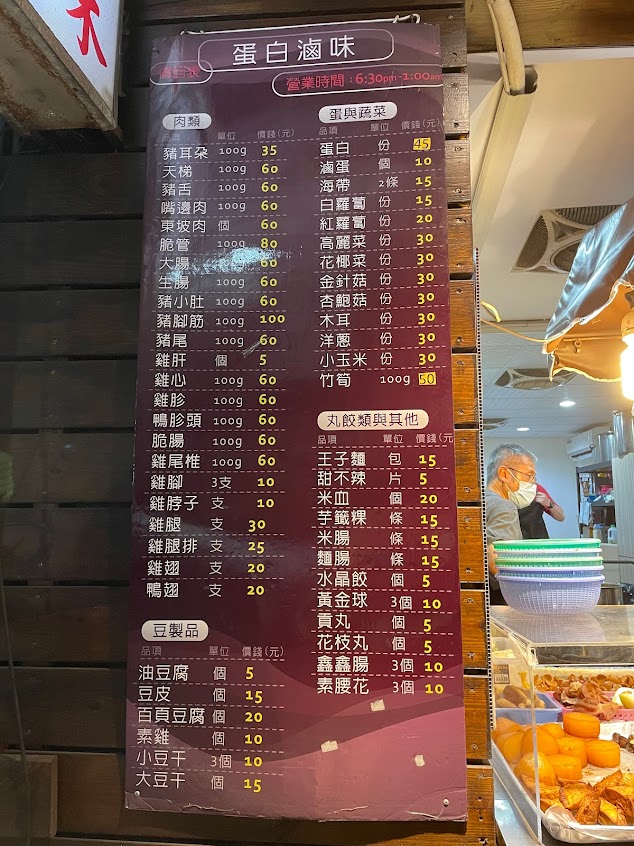 蛋白滷味
營業時間：6:30pm-1:00am
肉類
品項 單位 價錢(元)
豬耳朵 100g 35
天梯 100g 60
豬舌 100g 60
嘴邊肉 100g 60
東坡肉 個 60
脆管 100g 80
大腸 100g 60
生腸 100g 60
豬小肚 100g 60
豬腳筋 100g 100
豬尾 100g 60
雞肝 個 5
雞心 100g 60
雞胗 100g 60
鴨胗頭 100g 60
脆腸 100g 60
雞尾椎 100g 60
雞腳 3支 10
雞脖子 支 10
雞腿 支 30
雞腿排 支 25
雞翅 支 20
鴨翅 支 20
豆製品
品項 單位 價錢(元)
油豆腐 個 5
豆皮 個 15
百頁豆腐 個 20
素雞 個 10
小豆干 3個 10
大豆干 個 15
蛋與蔬菜
品項 單位 價錢(元)
蛋白 份 45
滷蛋 個 10
海帶 2條 15
白蘿蔔 份 15
紅蘿蔔 份 20
高麗菜 份 30
花椰菜 份 30
金針菇 份 30
杏鮑菇 份 30
木耳 份 30
洋蔥 份 30
小玉米 份 30
竹筍 100g 50
丸餃類與其他
品項 單位 價錢(元
王子麵 包 15
甜不辣 片 5
米血 個 20
芋籤粿 條 15
米腸 條 15
麵腸 條 15
水晶餃 個 5
黃金球 3個 10
貢丸 個 5
花枝丸 個 5
鑫鑫腸 3個 10
素腰花 3個 10